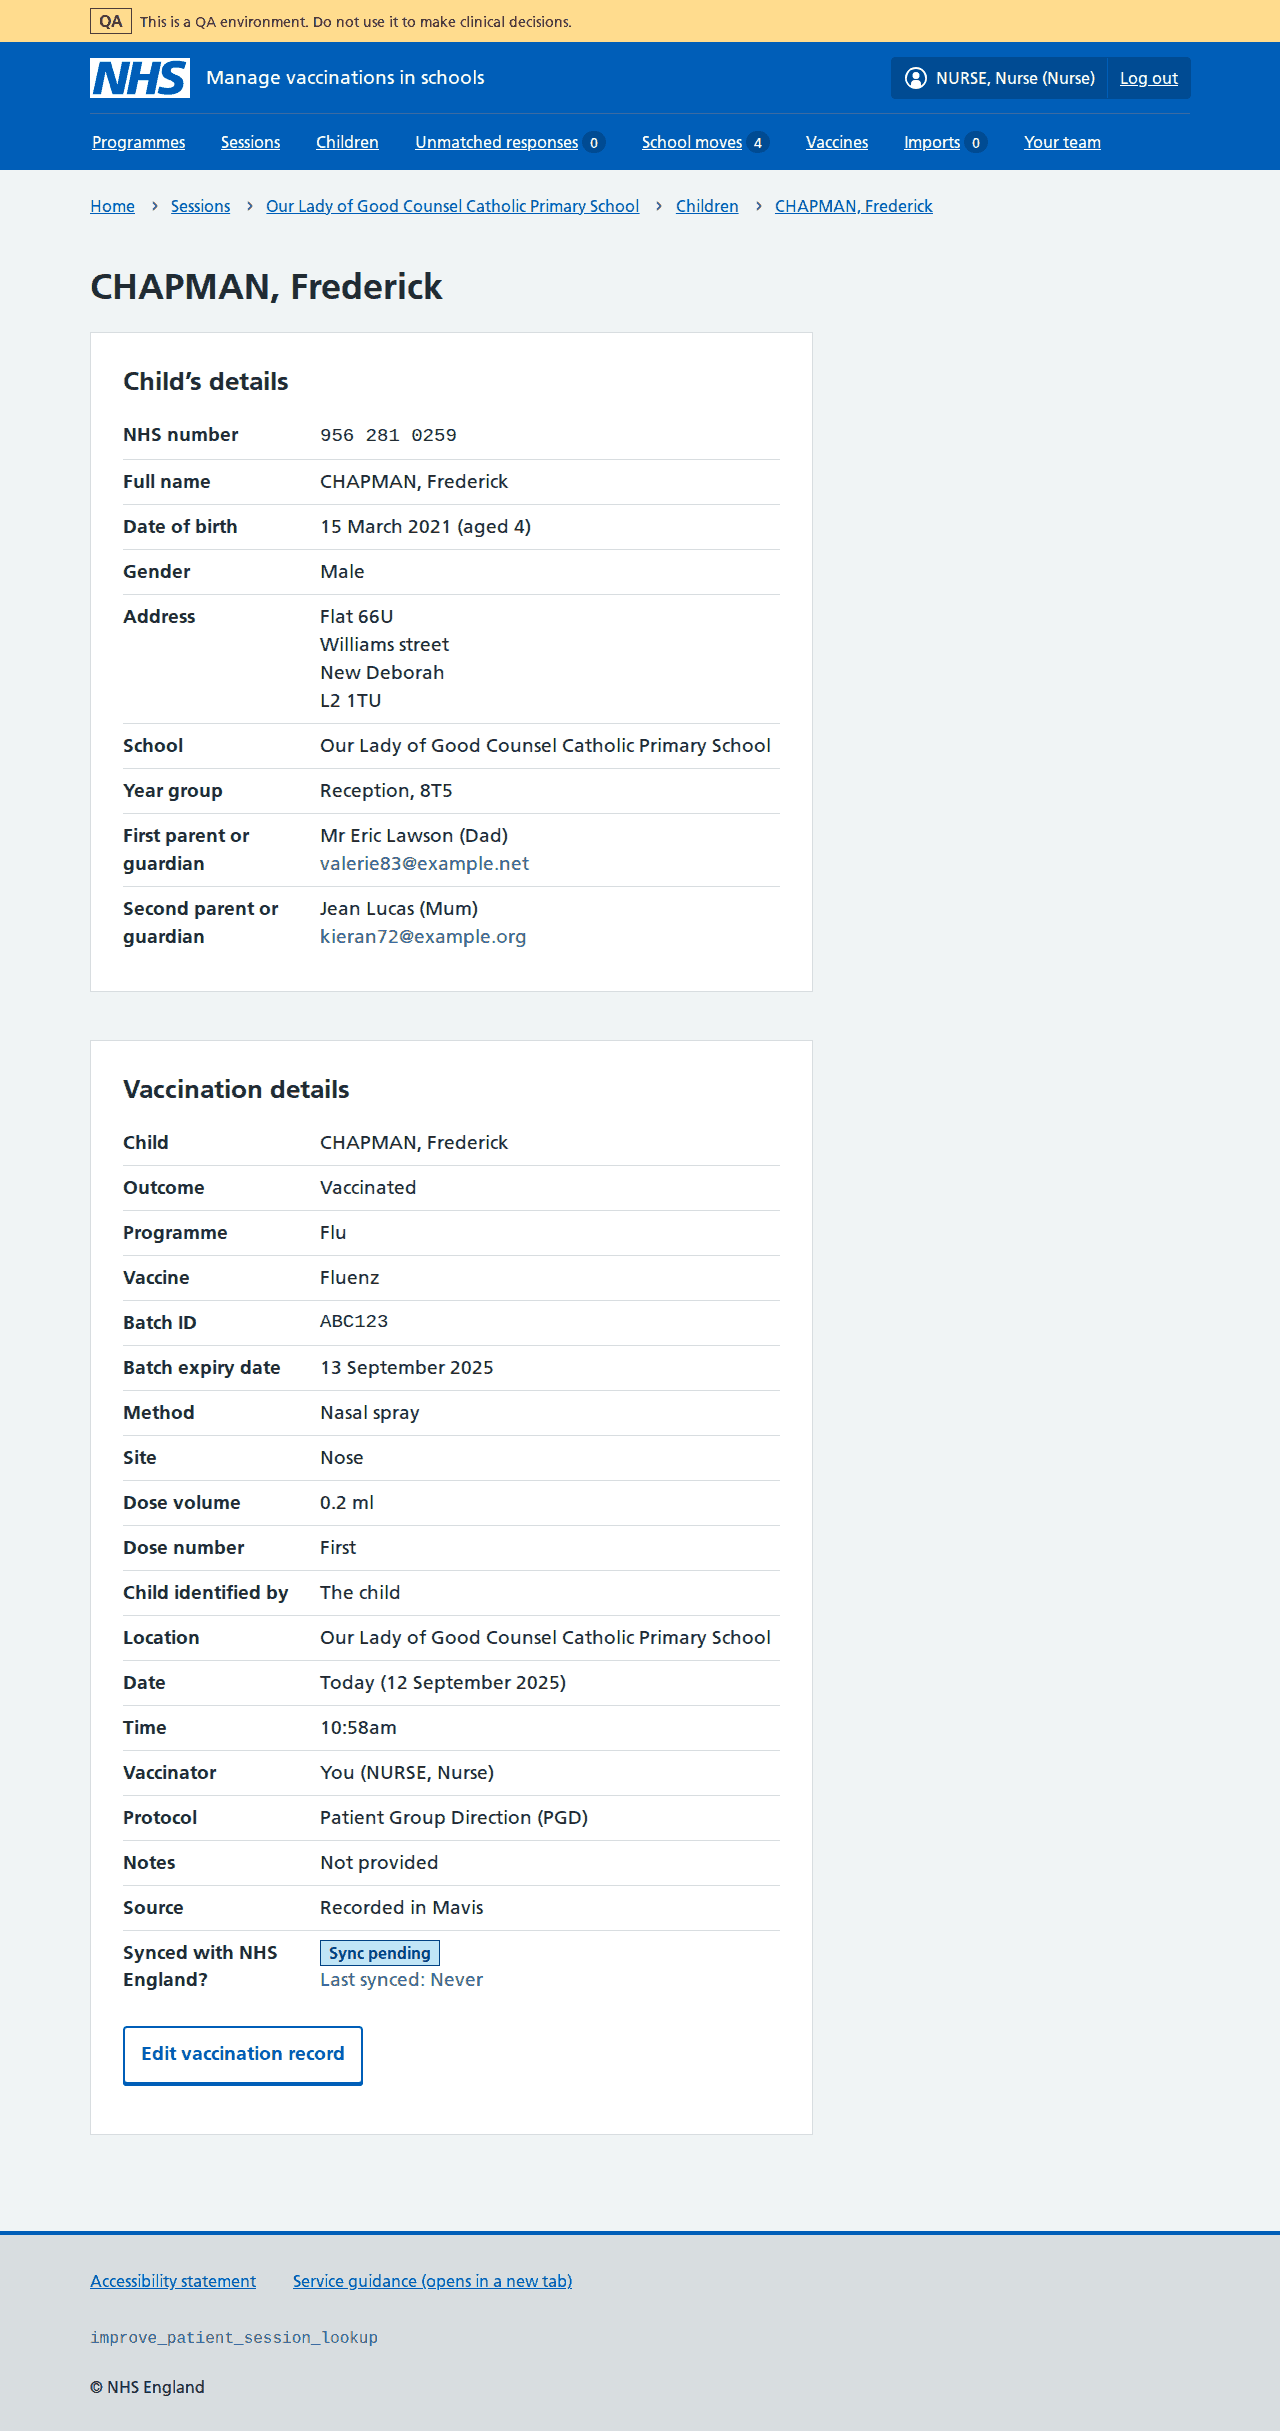 QA This is a QA environment. Do not use it to make clinical decisions.
NHS Manage vaccinations in schools NURSE, Nurse (Nurse) Log out
Programmes Sessions Children Unmatched responses 0 School moves 4 Vaccines Imports 0 Your team
Home > Sessions > Our Lady of Good Counsel Catholic Primary School > Children > CHAPMAN, Frederick
CHAPMAN, Frederick
Child’s details
NHS number 956 281 0259
Full name CHAPMAN, Frederick
Date of birth 15 March 2021 (aged 4)
Gender Male
Address Flat 66U
Williams street
New Deborah
L2 1TU
School Our Lady of Good Counsel Catholic Primary School
Year group Reception, 8T5
First parent or guardian Mr Eric Lawson (Dad)
valerie83@example.net
Second parent or guardian Jean Lucas (Mum)
kieran72@example.org
Vaccination details
Child CHAPMAN, Frederick
Outcome Vaccinated
Programme Flu
Vaccine Fluenz
Batch ID ABC123
Batch expiry date 13 September 2025
Method Nasal spray
Site Nose
Dose volume 0.2 ml
Dose number First
Child identified by The child
Location Our Lady of Good Counsel Catholic Primary School
Date Today (12 September 2025)
Time 10:58am
Vaccinator You (NURSE, Nurse)
Protocol Patient Group Direction (PGD)
Notes Not provided
Source Recorded in Mavis
Synced with NHS England? Sync pending
Last synced: Never
Edit vaccination record
Accessibility statement Service guidance (opens in a new tab)
improve_patient_session_lookup
© NHS England